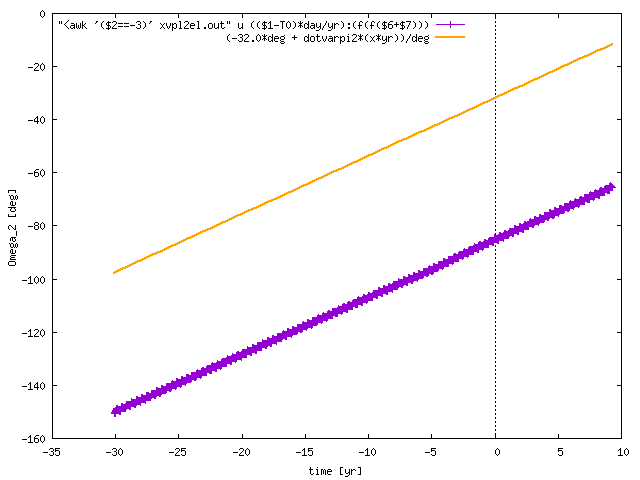 "<awk '($2==-3)' xvpl2el.out" u (($1-T0)*day/yr):(f(f($6+$7)))
(-32.0*deg + dotvarpi2*(x*yr))/deg
0
-20
-40
-60
-80
-100
-120
-140
-160
Omega_2 [deg]
-35 -30 -25 -20 -15 -10 -5 0 5 10
time [yr]